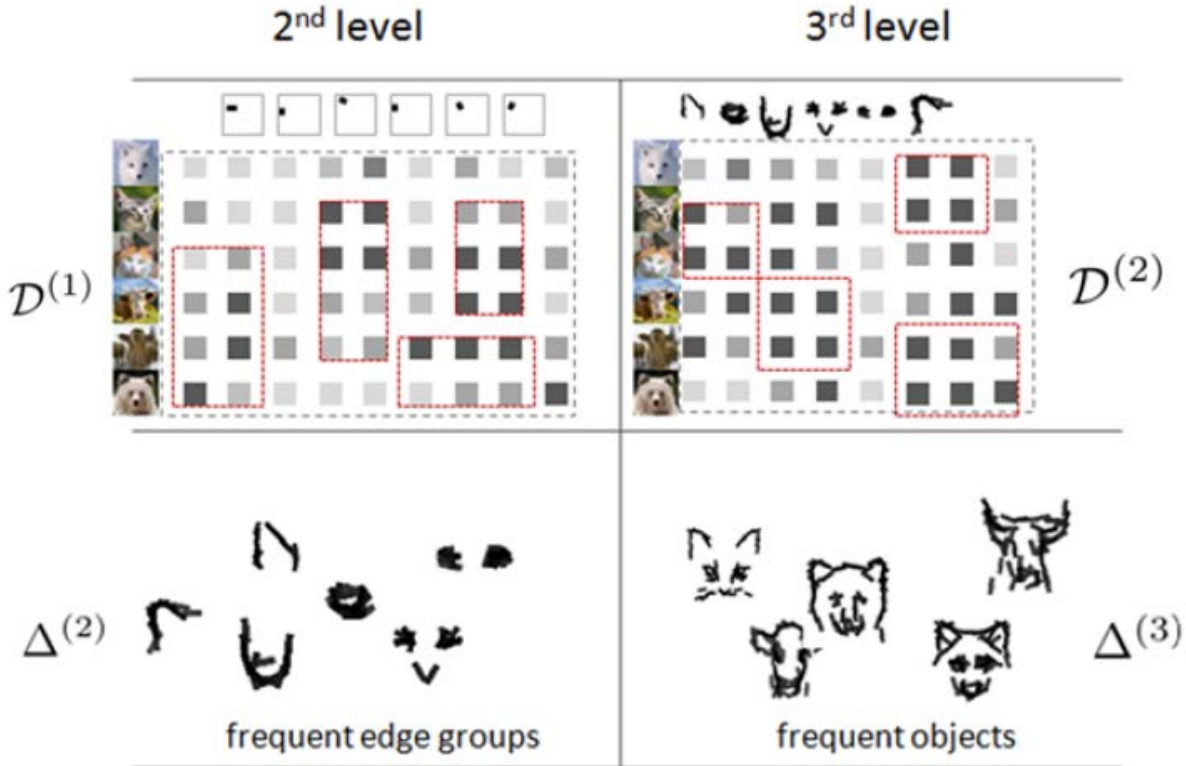 2nd level
3rd level
𝒟(1)
𝒟(2)
Δ(2)
Δ(3)
frequent edge groups
frequent objects